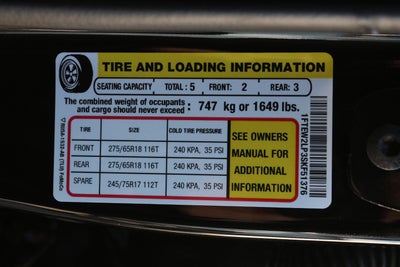 TIRE AND LOADING INFORMATION
SEATING CAPACITY TOTAL : 5 FRONT: 2 REAR: 3
The combined weight of occupants and cargo should never exceed : 747 kg or 1649 lbs.
TIRE SIZE COLD TIRE PRESSURE
FRONT 275/65R18 116T 240 KPA, 35 PSI
REAR 275/65R18 116T 240 KPA, 35 PSI
SPARE 245/75R17 112T 240 KPA, 35 PSI
SEE OWNERS
MANUAL FOR
ADDITIONAL
INFORMATION
1FTEW2LP3SKF51376